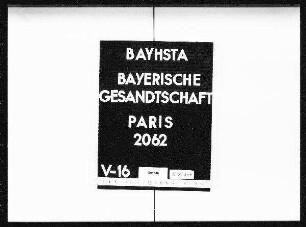 BAYHSTA
BAYERISCHE
GESANDTSCHAFT
PARIS
2062
V-16